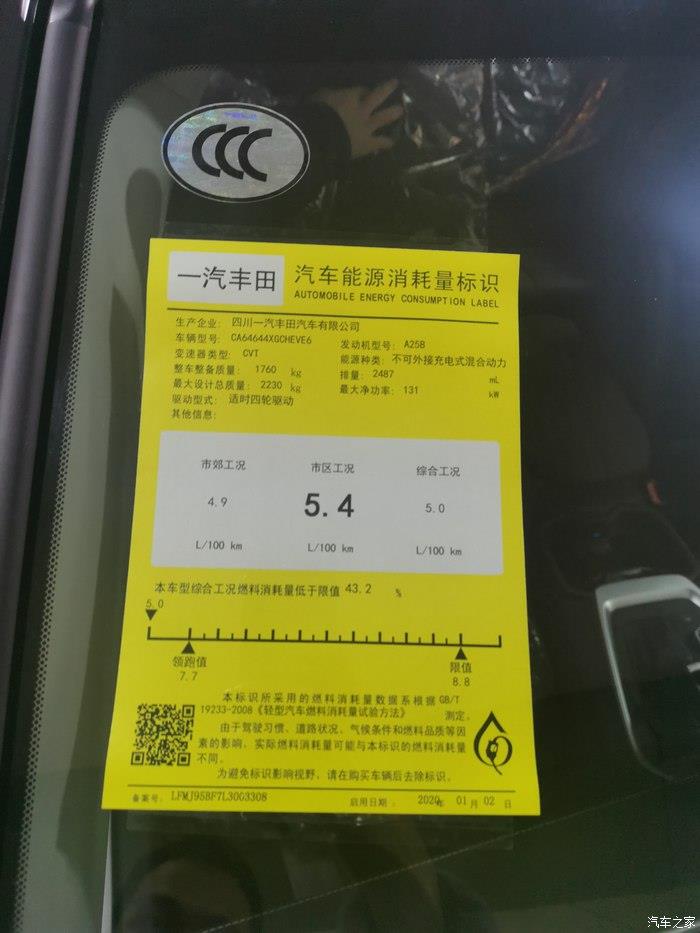 CCC
一汽丰田
汽车能源消耗量标识
AUTOMOBILE ENERGY CONSUMPTION LABEL
生产企业: 四川一汽丰田汽车有限公司
车辆型号: CA64644XGCHEVE6
发动机型号: A25B
变速器类型: CVT
能源种类: 不可外接充电式混合动力
整车整备质量: 1760 kg
排量: 2487 mL
最大设计总质量: 2230 kg
最大净功率: 131 kW
驱动型式: 适时四轮驱动
其他信息:
市郊工况 市区工况 综合工况
4.9 5.4 5.0
L/100 km L/100 km L/100 km
本车型综合工况燃料消耗量低于限值 43.2 %
5.0
领跑值 限值
7.7 8.8
本标识所采用的燃料消耗量数据系根据 GB/T
19233-2008《轻型汽车燃料消耗量试验方法》 测定。
由于驾驶习惯、道路状况、气候条件和燃料品质等因
素的影响，实际燃料消耗量可能与本标识的燃料消耗量
不同。
为避免标识影响视野，请在购买车辆后去除标识。
备案号: LFMJ95BF7L3003308 启用日期： 2020年 01月 02日
汽车之家